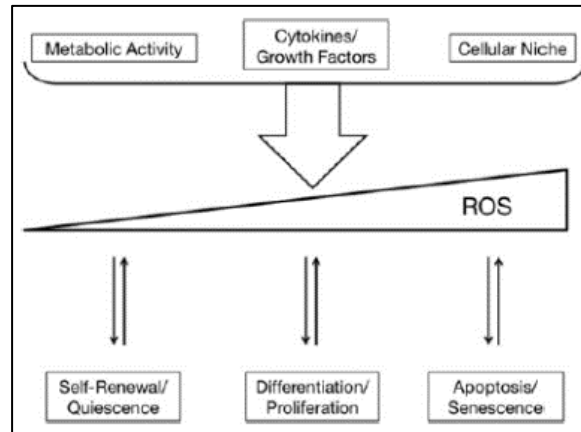 Metabolic Activity
Cytokines/
Growth Factors
Cellular Niche
ROS
Self-Renewal/
Quiescence
Differentiation/
Proliferation
Apoptosis/
Senescence